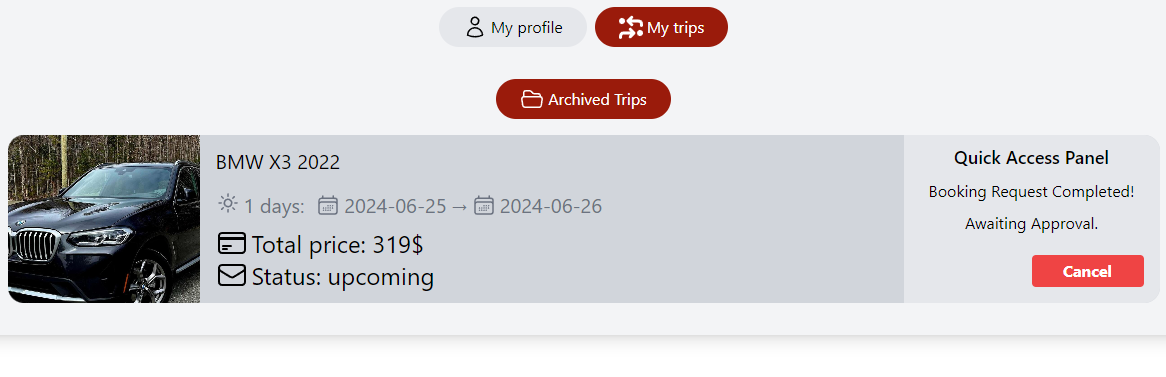 My profile
My trips
Archived Trips
BMW X3 2022
1 days: 2024-06-25 → 2024-06-26
Total price: 319$
Status: upcoming
Quick Access Panel
Booking Request Completed!
Awaiting Approval.
Cancel